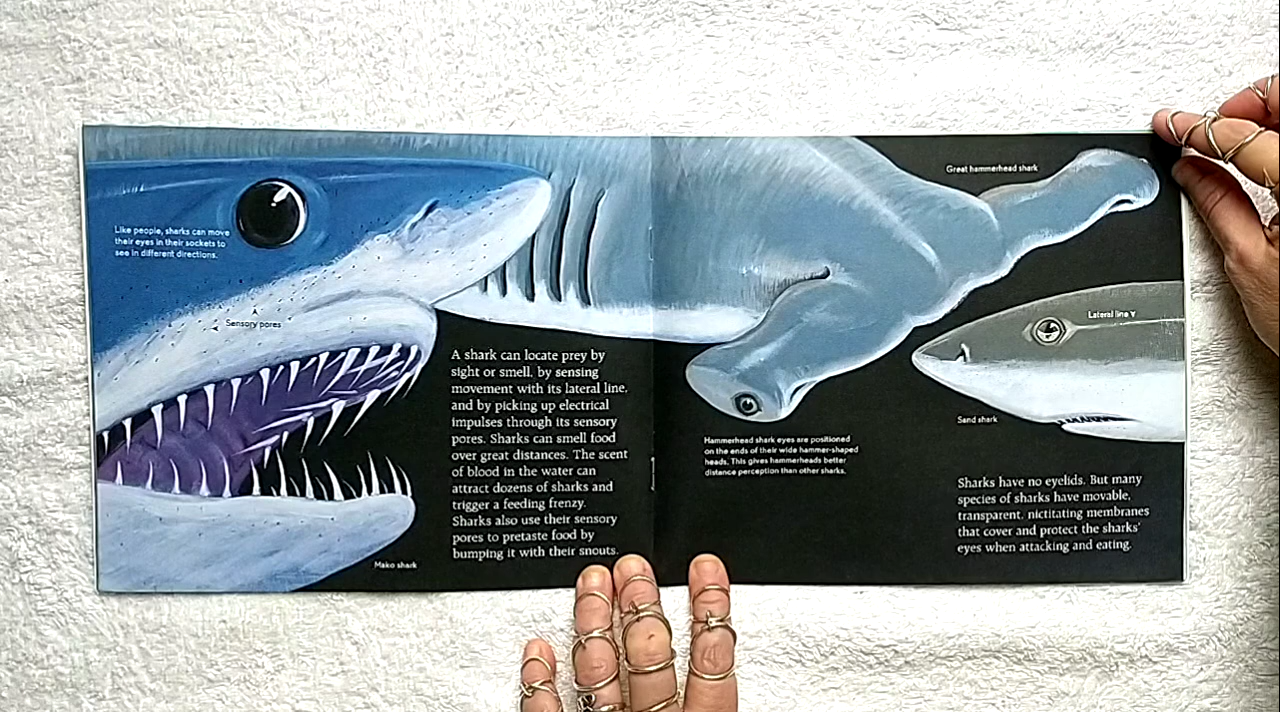 Like people, sharks can move
their eyes in their sockets to
see in different directions.
Sensory pores
Mako shark
A shark can locate prey by
sight or smell, by sensing
movement with its lateral line,
and by picking up electrical
impulses through its sensory
pores. Sharks can smell food
over great distances. The scent
of blood in the water can
attract dozens of sharks and
trigger a feeding frenzy.
Sharks also use their sensory
pores to pretaste food by
bumping it with their snouts.
Great hammerhead shark
Hammerhead shark eyes are positioned
on the ends of their wide hammer-shaped
heads. This gives hammerheads better
distance perception than other sharks.
Lateral line
Sand shark
Sharks have no eyelids. But many
species of sharks have movable,
transparent, nictitating membranes
that cover and protect the sharks'
eyes when attacking and eating.